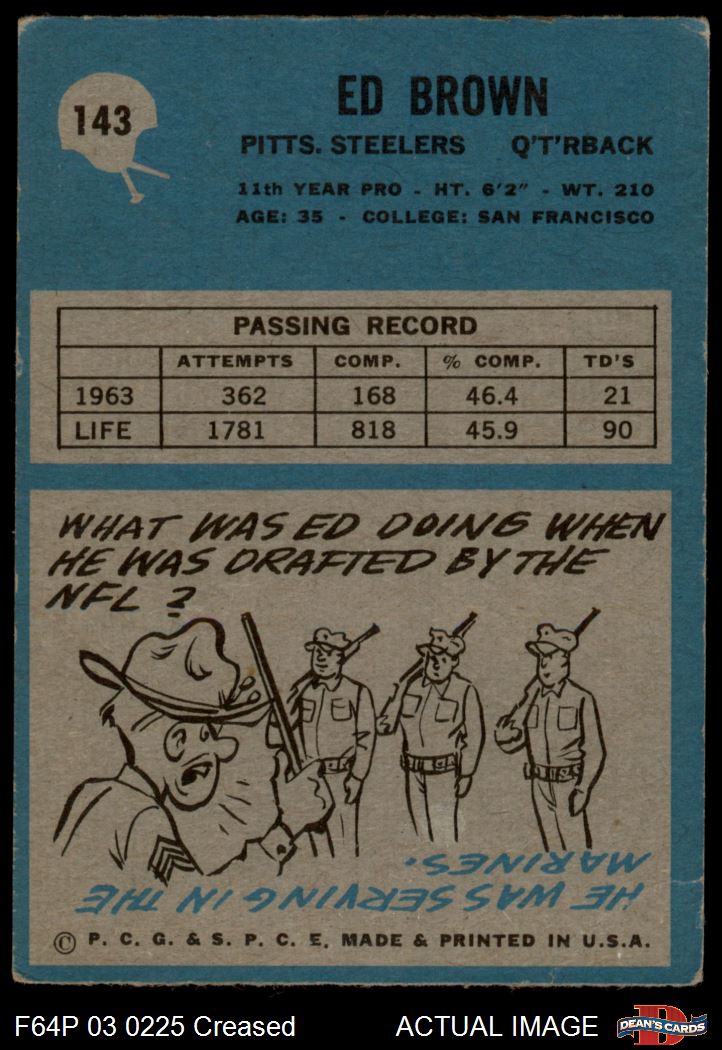 143
ED BROWN
PITTS. STEELERS Q'T'RBACK
11th YEAR PRO - HT. 6'2" - WT. 210
AGE: 35 - COLLEGE: SAN FRANCISCO
PASSING RECORD
ATTEMPTS COMP. % COMP. TD'S
1963 362 168 46.4 21
LIFE 1781 818 45.9 90
WHAT WAS ED DOING WHEN
HE WAS DRAFTED BY THE
NFL?
HE WAS SERVING IN THE
MARINES.
© P. C. G. & S. P. C. E. MADE & PRINTED IN U.S.A.
F64P 03 0225 Creased ACTUAL IMAGE
D
DEAN'S CARDS